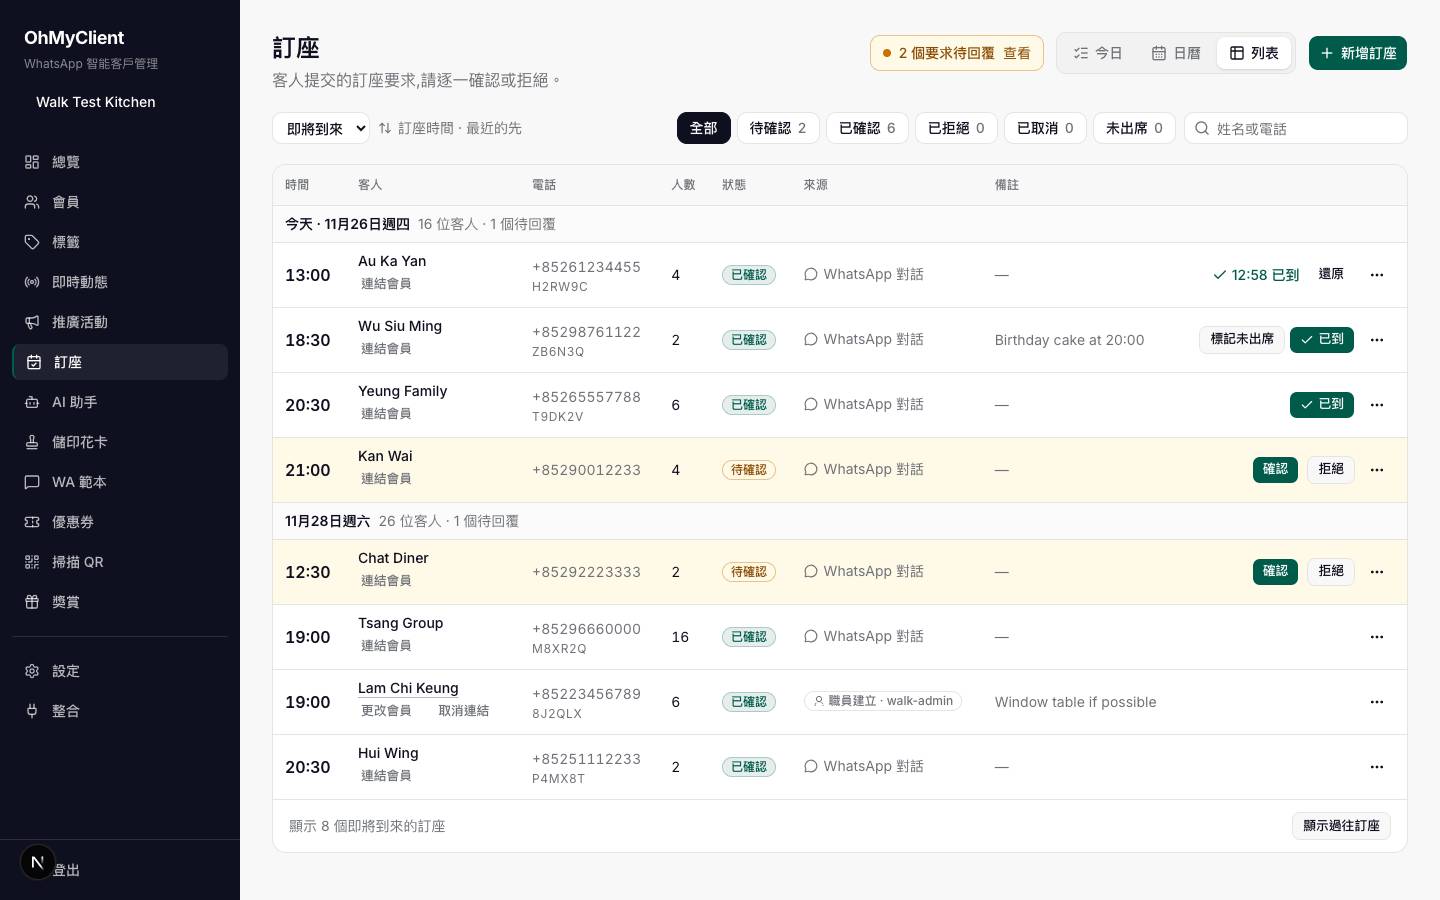 OhMyClient
WhatsApp 智能客戶管理
Walk Test Kitchen
總覽
會員
標籤
即時動態
推廣活動
訂座
AI 助手
儲印花卡
WA 範本
優惠券
掃描 QR
獎賞
設定
整合
N
登出
訂座
客人提交的訂座要求,請逐一確認或拒絕。
2 個要求待回覆 查看
今日
日曆
列表
新增訂座
即將到來
訂座時間 · 最近的先
全部
待確認 2
已確認 6
已拒絕 0
已取消 0
未出席 0
姓名或電話
時間 客人 電話 人數 狀態 來源 備註
今天 · 11月26日週四 16 位客人 · 1 個待回覆
13:00 Au Ka Yan +85261234455 4 已確認 WhatsApp 對話 — 12:58 已到 還原
連結會員 H2RW9C
18:30 Wu Siu Ming +85298761122 2 已確認 WhatsApp 對話 Birthday cake at 20:00 標記未出席 已到
連結會員 ZB6N3Q
20:30 Yeung Family +85265557788 6 已確認 WhatsApp 對話 — 已到
連結會員 T9DK2V
21:00 Kan Wai +85290012233 4 待確認 WhatsApp 對話 — 確認 拒絕
連結會員
11月28日週六 26 位客人 · 1 個待回覆
12:30 Chat Diner +85292223333 2 待確認 WhatsApp 對話 — 確認 拒絕
連結會員
19:00 Tsang Group +85296660000 16 已確認 WhatsApp 對話 —
連結會員 M8XR2Q
19:00 Lam Chi Keung +85223456789 6 已確認 職員建立 · walk-admin Window table if possible
更改會員 取消連結 8J2QLX
20:30 Hui Wing +85251112233 2 已確認 WhatsApp 對話 —
連結會員 P4MX8T
顯示 8 個即將到來的訂座
顯示過往訂座